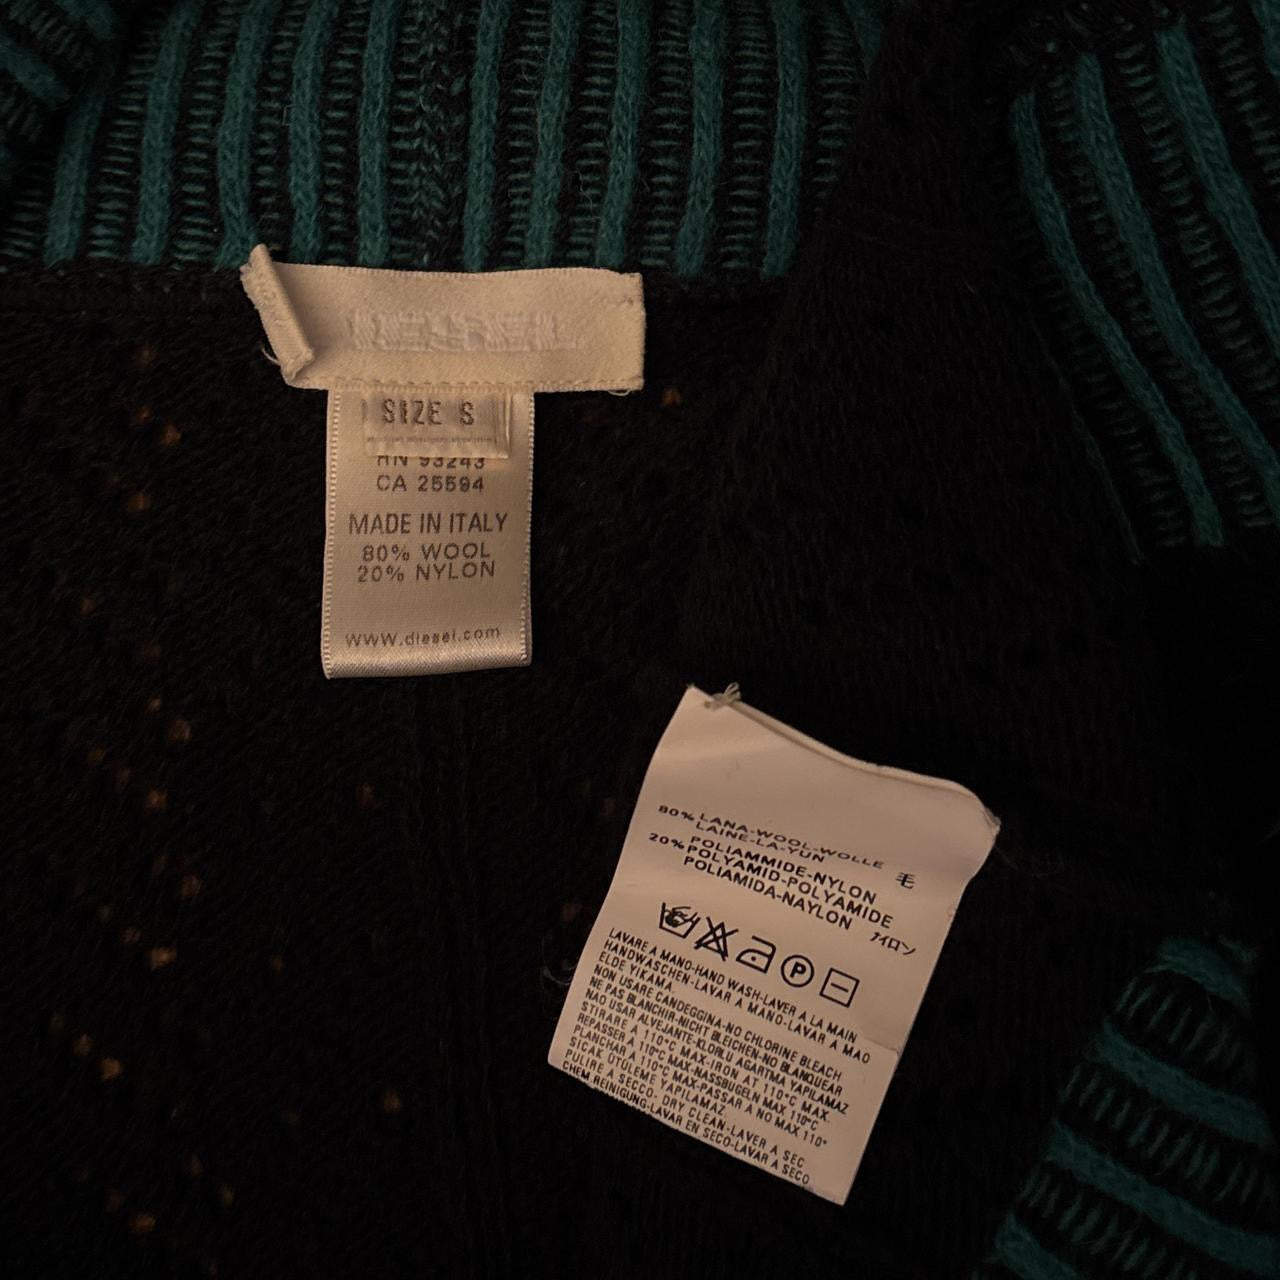 DIESEL
SIZE S
RN 93243
CA 25594
MADE IN ITALY
80% WOOL
20% NYLON
www.diesel.com
80% LANA-WOOL-WOLLE
LAINE-LA-YÜN 毛
20% POLIAMMIDE-NYLON
POLYAMID-POLYAMIDE
POLIAMIDA-NAYLON ナイロン
P
LAVARE A MANO-HAND WASH-LAVER A LA MAIN
HANDWASCHEN-LAVAR A MANO-LAVAR A MAO
ELDE YIKAMA
NON USARE CANDEGGINA-NO CHLORINE BLEACH
NE PAS BLANCHIR-NICHT BLEICHEN-NO BLANQUEAR
NAO USAR ALVEJANTE-KLORLU AGARTMA YAPILAMAZ
STIRARE A 110°C MAX-IRON AT 110°C MAX.
REPASSER A 110°C MAX-NASSBUGELN MAX 110°C
PLANCHAR A 110°C MAX-PASSAR A NO MAX 110°
SICAK ÜTÜLEME YAPILAMAZ
PULIRE A SECCO- DRY CLEAN-LAVER A SEC
CHEM.REINIGUNG-LAVAR EN SECO-LAVAR A SECO